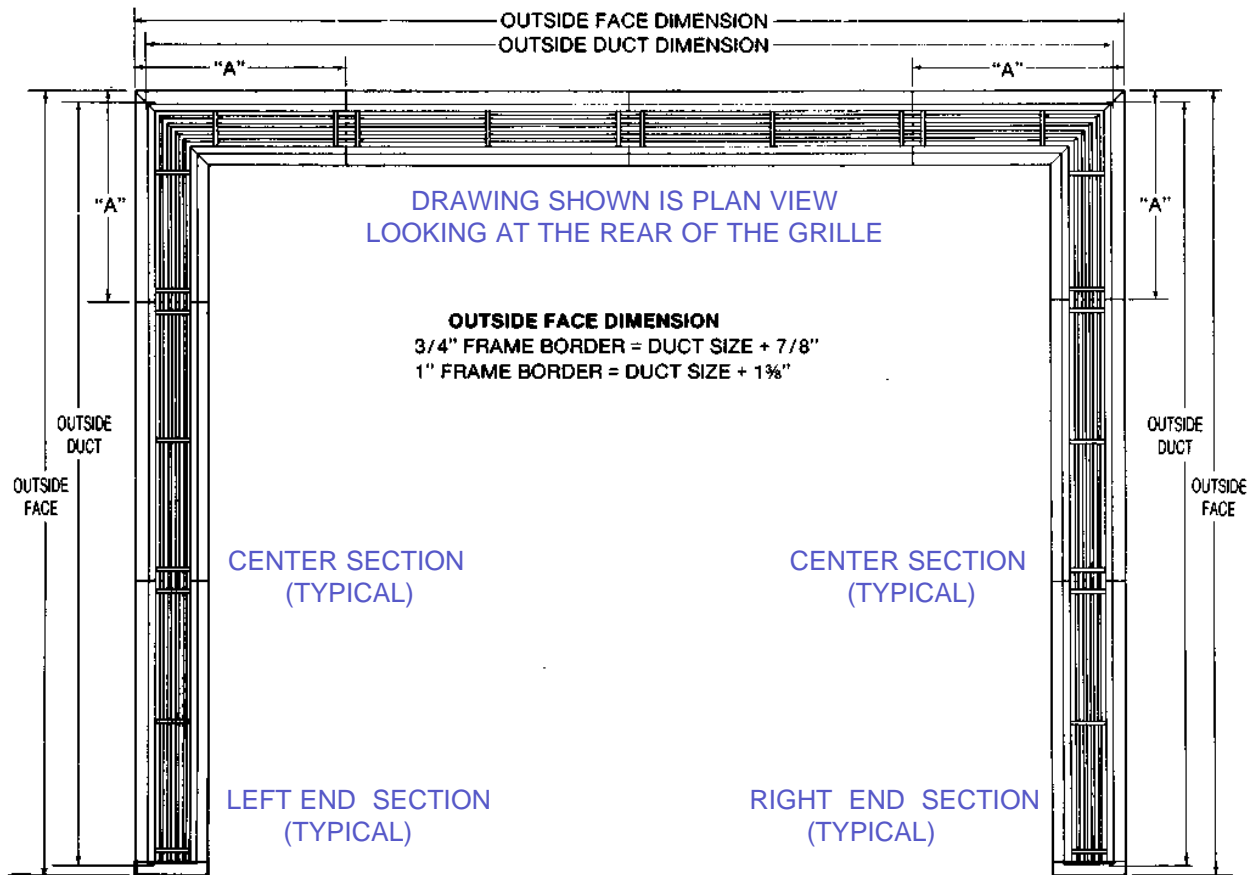 OUTSIDE FACE DIMENSION
OUTSIDE DUCT DIMENSION
“A”
“A”
“A”
“A”
DRAWING SHOWN IS PLAN VIEW
LOOKING AT THE REAR OF THE GRILLE
OUTSIDE FACE DIMENSION
3/4" FRAME BORDER = DUCT SIZE + 7/8"
1" FRAME BORDER = DUCT SIZE + 1⅜"
OUTSIDE
DUCT
OUTSIDE
FACE
OUTSIDE
DUCT
OUTSIDE
FACE
CENTER SECTION
(TYPICAL)
CENTER SECTION
(TYPICAL)
LEFT END SECTION
(TYPICAL)
RIGHT END SECTION
(TYPICAL)